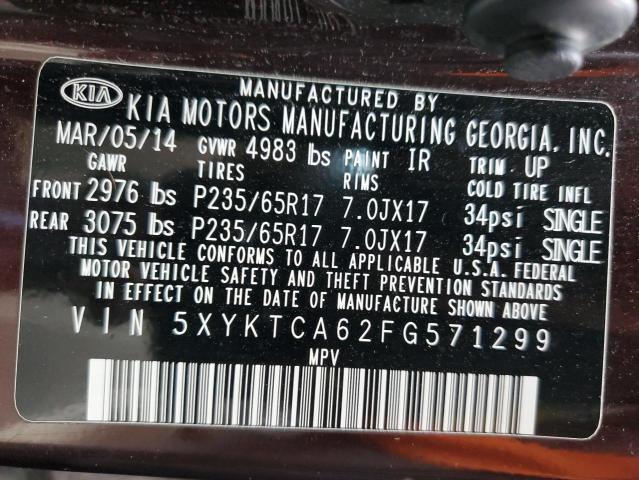 MANUFACTURED BY
KIA KIA MOTORS MANUFACTURING GEORGIA, INC.
MAR/05/14 GVWR 4983 lbs PAINT IR TRIM UP
GAWR TIRES RIMS COLD TIRE INFL
FRONT 2976 lbs P235/65R17 7.0JX17 34psi SINGLE
REAR 3075 lbs P235/65R17 7.0JX17 34psi SINGLE
THIS VEHICLE CONFORMS TO ALL APPLICABLE U.S.A. FEDERAL
MOTOR VEHICLE SAFETY AND THEFT PREVENTION STANDARDS
IN EFFECT ON THE DATE OF MANUFACTURE SHOWN ABOVE
VIN 5XYKTCA62FG571299
MPV